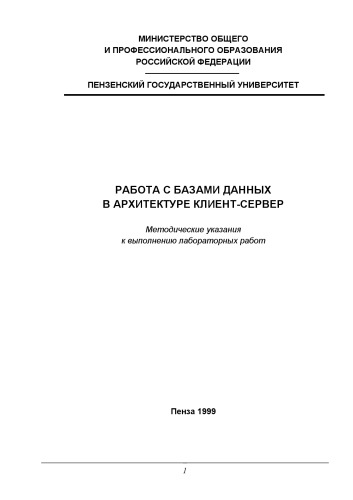 МИНИСТЕРСТВО ОБЩЕГО
И ПРОФЕССИОНАЛЬНОГО ОБРАЗОВАНИЯ
РОССИЙСКОЙ ФЕДЕРАЦИИ
ПЕНЗЕНСКИЙ ГОСУДАРСТВЕННЫЙ УНИВЕРСИТЕТ
РАБОТА С БАЗАМИ ДАННЫХ
В АРХИТЕКТУРЕ КЛИЕНТ-СЕРВЕР
Методические указания
к выполнению лабораторных работ
Пенза 1999
1